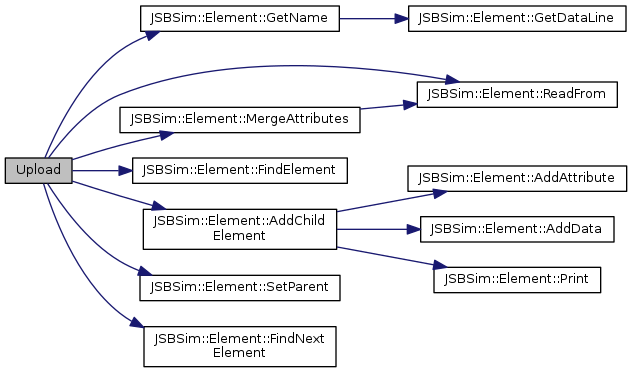 JSBSim::Element::GetName
JSBSim::Element::GetDataLine
JSBSim::Element::ReadFrom
JSBSim::Element::MergeAttributes
Upload
JSBSim::Element::FindElement
JSBSim::Element::AddAttribute
JSBSim::Element::AddChild
Element
JSBSim::Element::AddData
JSBSim::Element::Print
JSBSim::Element::SetParent
JSBSim::Element::FindNext
Element